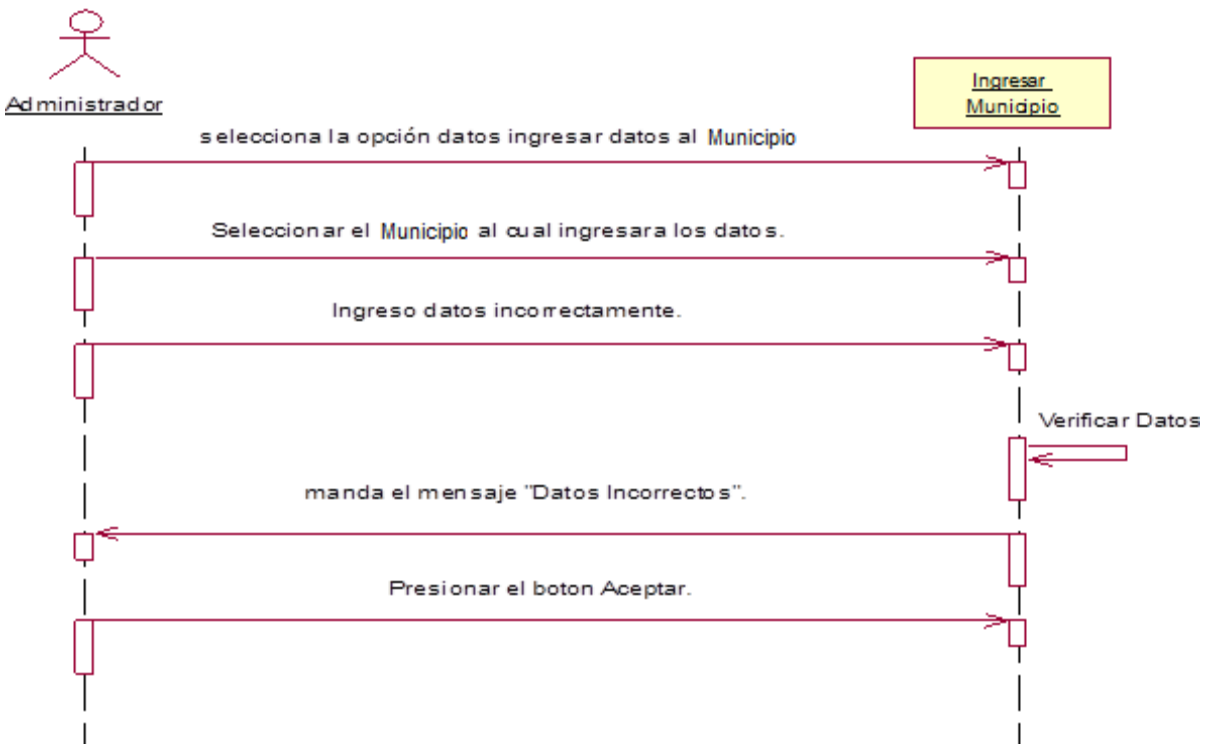 Administrador
Ingresar
Municipio
selecciona la opción datos ingresar datos al Municipio
Seleccionar el Municipio al cual ingresara los datos.
Ingreso datos incorrectamente.
Verificar Datos
manda el mensaje "Datos Incorrectos".
Presionar el boton Aceptar.